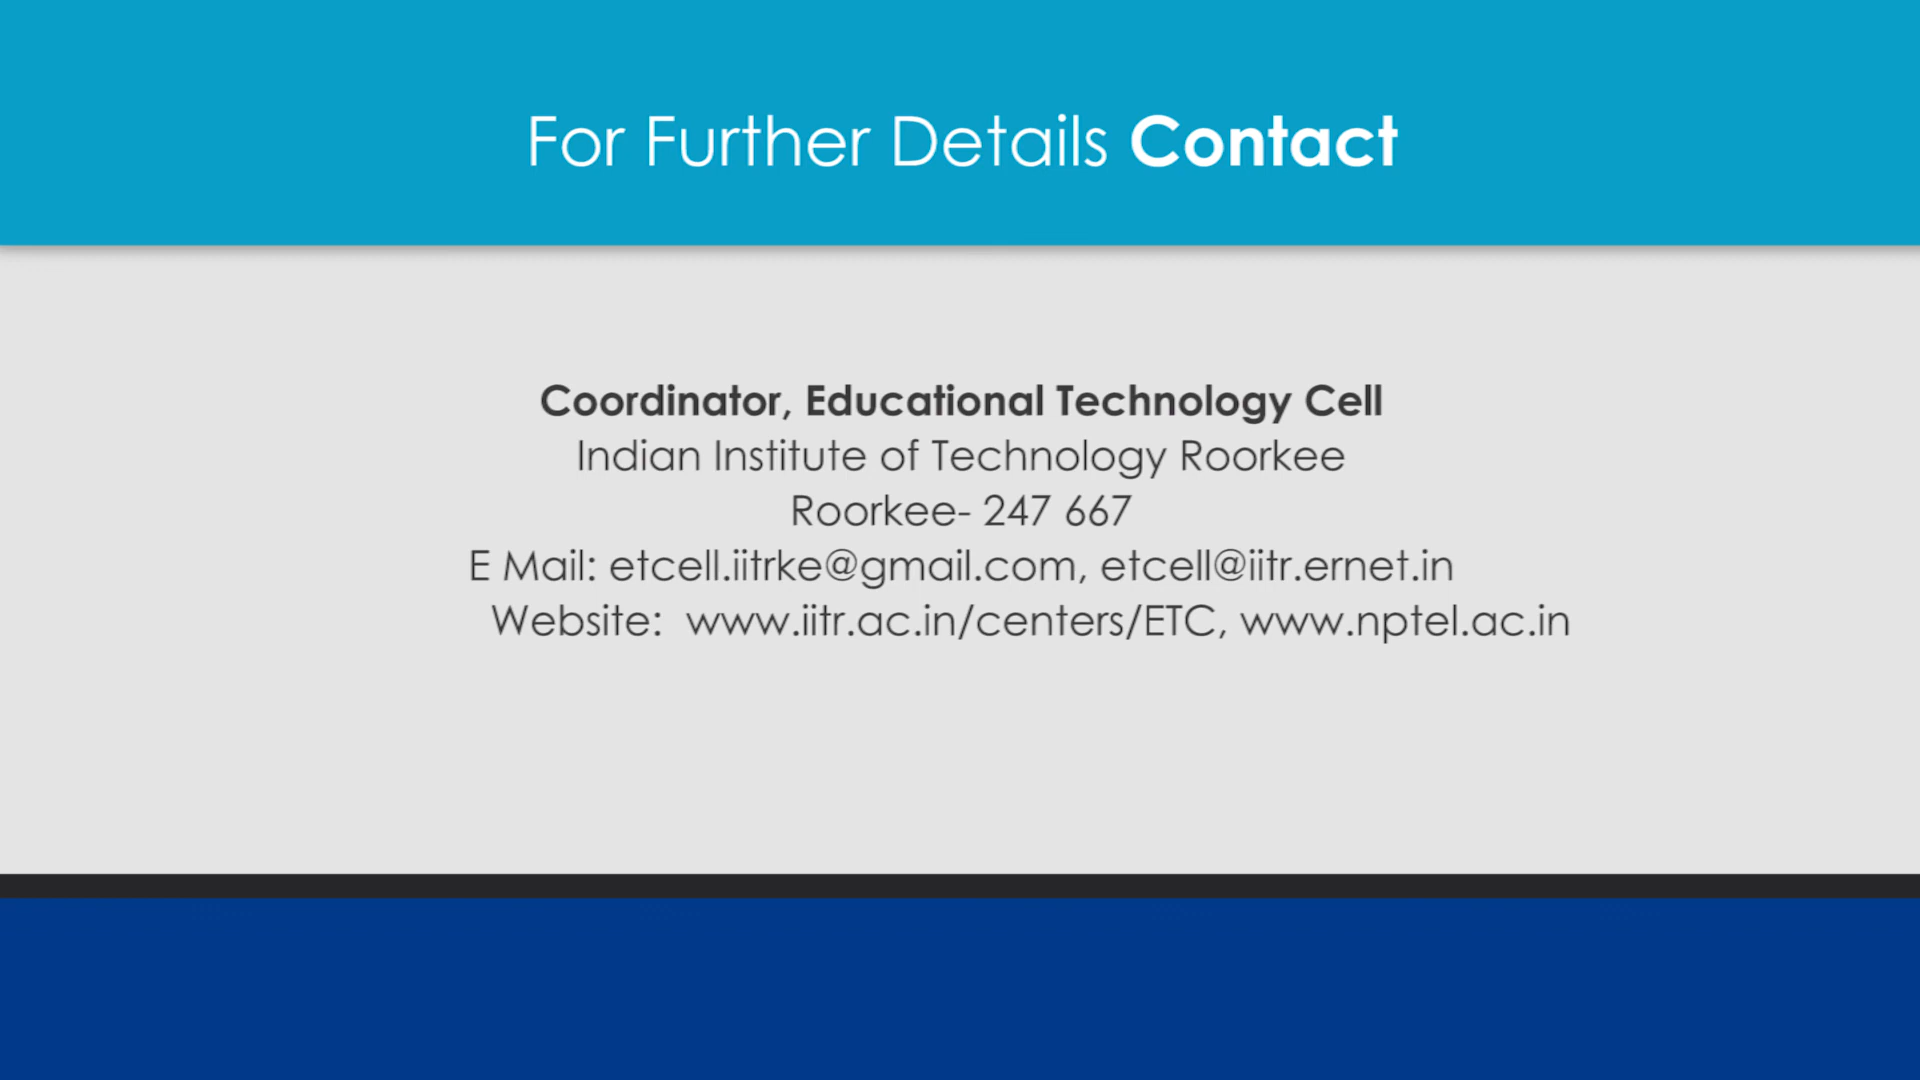 For Further Details Contact
Coordinator, Educational Technology Cell
Indian Institute of Technology Roorkee
Roorkee- 247 667
E Mail: etcell.iitrke@gmail.com, etcell@iitr.ernet.in
Website:  www.iitr.ac.in/centers/ETC, www.nptel.ac.in